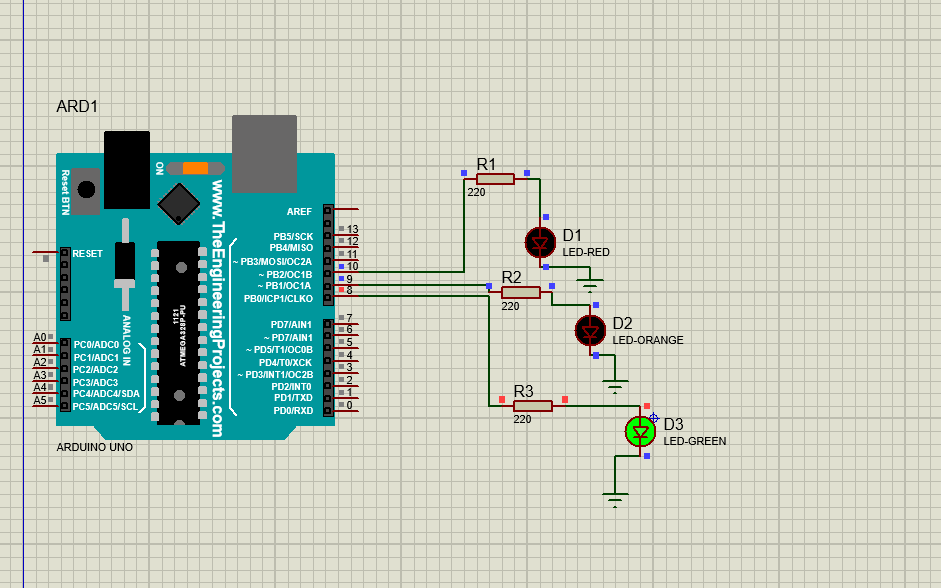 ARD1
ON
Reset BTN
www.TheEngineeringProjects.com
1121
ATMEGA328P-PU
ANALOG IN
RESET
A0 PC0/ADC0
A1 PC1/ADC1
A2 PC2/ADC2
A3 PC3/ADC3
A4 PC4/ADC4/SDA
A5 PC5/ADC5/SCL
AREF
PB5/SCK 13
PB4/MISO 12
~ PB3/MOSI/OC2A 11
~ PB2/OC1B 10
~ PB1/OC1A 9
PB0/ICP1/CLKO 8
PD7/AIN1 7
~ PD7/AIN1 6
~ PD5/T1/OC0B 5
PD4/T0/XCK 4
~ PD3/INT1/OC2B 3
PD2/INT0 2
PD1/TXD 1
PD0/RXD 0
ARDUINO UNO
R1
220
D1
LED-RED
R2
220
D2
LED-ORANGE
R3
220
D3
LED-GREEN